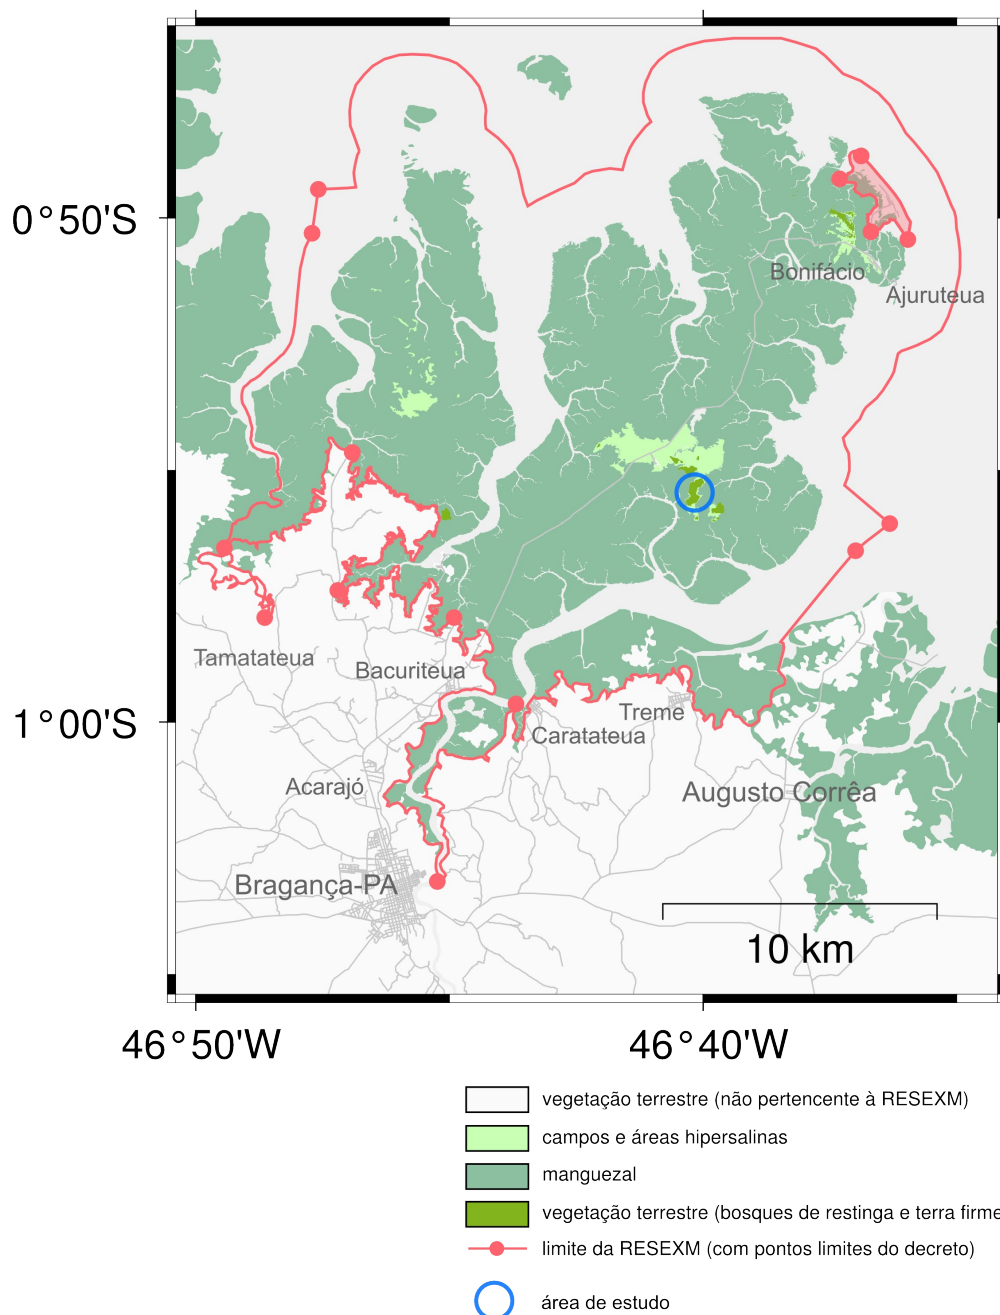 0°50'S
Bonifácio
Ajuruteua
Tamatateua
Bacuriteua
Treme
1°00'S
Caratateua
Acarajó
Augusto Corrêa
Bragança-PA
10 km
46°50'W
46°40'W
vegetação terrestre (não pertencente à RESEXM)
campos e áreas hipersalinas
manguezal
vegetação terrestre (bosques de restinga e terra firme
limite da RESEXM (com pontos limites do decreto)
área de estudo